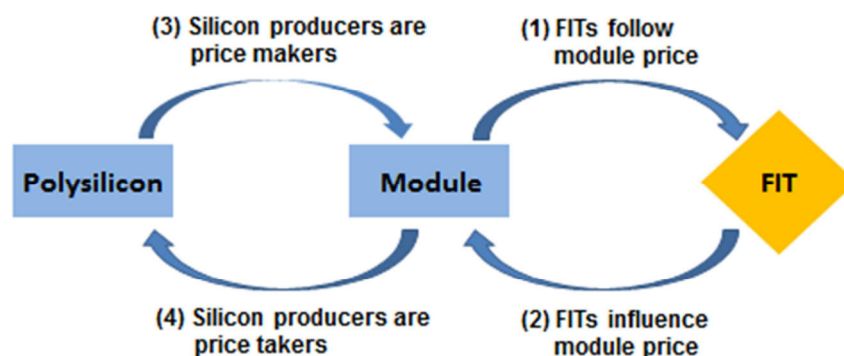 (3) Silicon producers are
price makers
(1) FITs follow
module price
Polysilicon
Module
FIT
(4) Silicon producers are
price takers
(2) FITs influence
module price